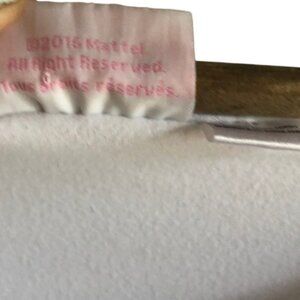 ©2016 Mattel.
All Right Reserved.
Tous droits réservés.